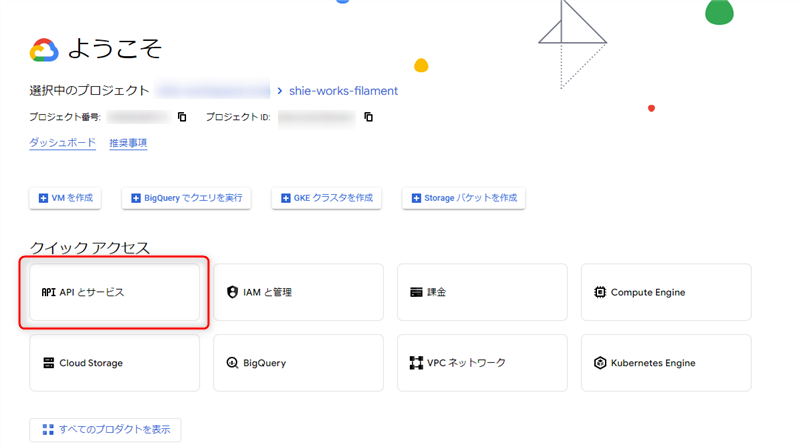 ようこそ
選択中のプロジェクト > shie-works-filament
プロジェクト番号: プロジェクト ID:
ダッシュボード 推奨事項
VM を作成 BigQuery でクエリを実行 GKE クラスタを作成 Storage バケットを作成
クイック アクセス
API API とサービス IAM と管理 課金 Compute Engine
Cloud Storage BigQuery VPC ネットワーク Kubernetes Engine
すべてのプロダクトを表示